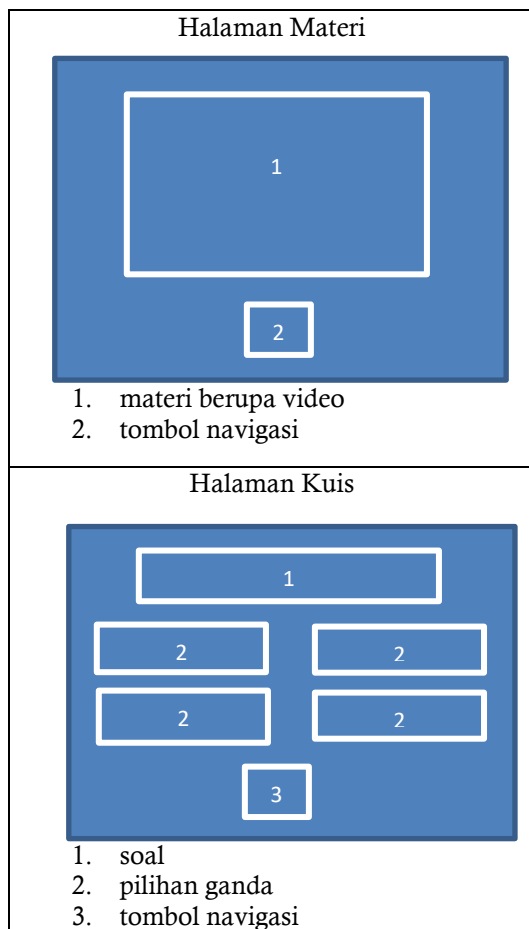 Halaman Materi
1
2
1. materi berupa video
2. tombol navigasi
Halaman Kuis
1
2 2
2 2
3
1. soal
2. pilihan ganda
3. tombol navigasi